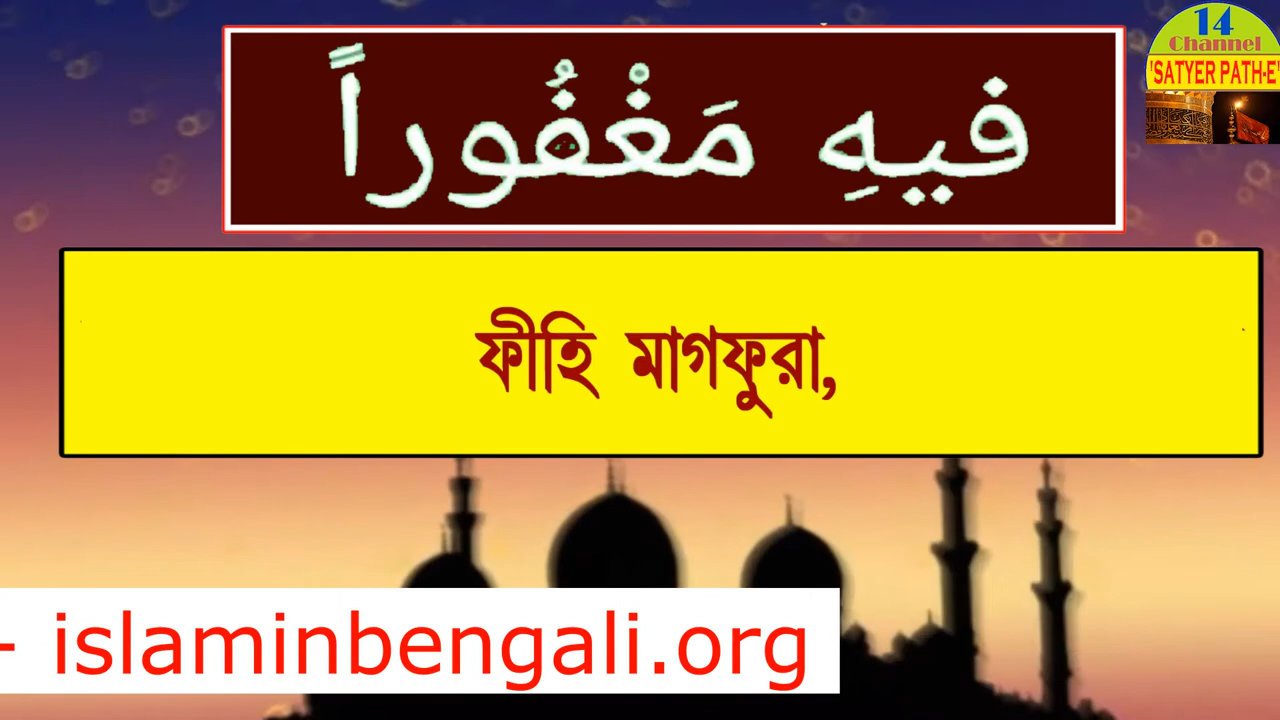 14
Channel
'SATYER PATH-E'
فيهِ مَغْفُوراً
ফীহি মাগফুরা,
- islaminbengali.org